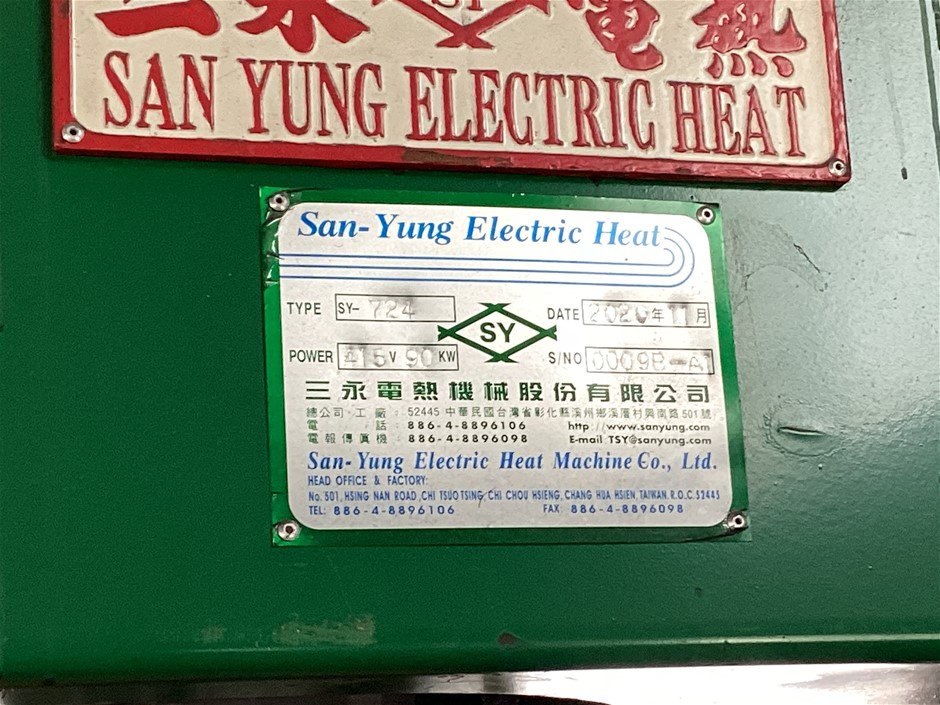 三永 SY 電熱
SAN YUNG ELECTRIC HEAT
San-Yung Electric Heat
TYPE SY-724 DATE 2020年11月
SY
POWER 415V 90KW S/NO 0009B-A1
三永電熱機械股份有限公司
總公司.工廠: 52445 中華民國台灣省彰化縣溪州鄉溪厝村興南路501號
電話: 886-4-8896106 http://www.sanyung.com
電報傳真機: 886-4-8896098 E-mail TSY@sanyung.com
San-Yung Electric Heat Machine Co., Ltd.
HEAD OFFICE & FACTORY:
No. 501, HSING NAN ROAD, CHI TSUO TSING, CHI CHOU HSIENG, CHANG HUA HSIEN, TAIWAN. R.O.C. 52445
TEL: 886-4-8896106 FAX: 886-4-8896098